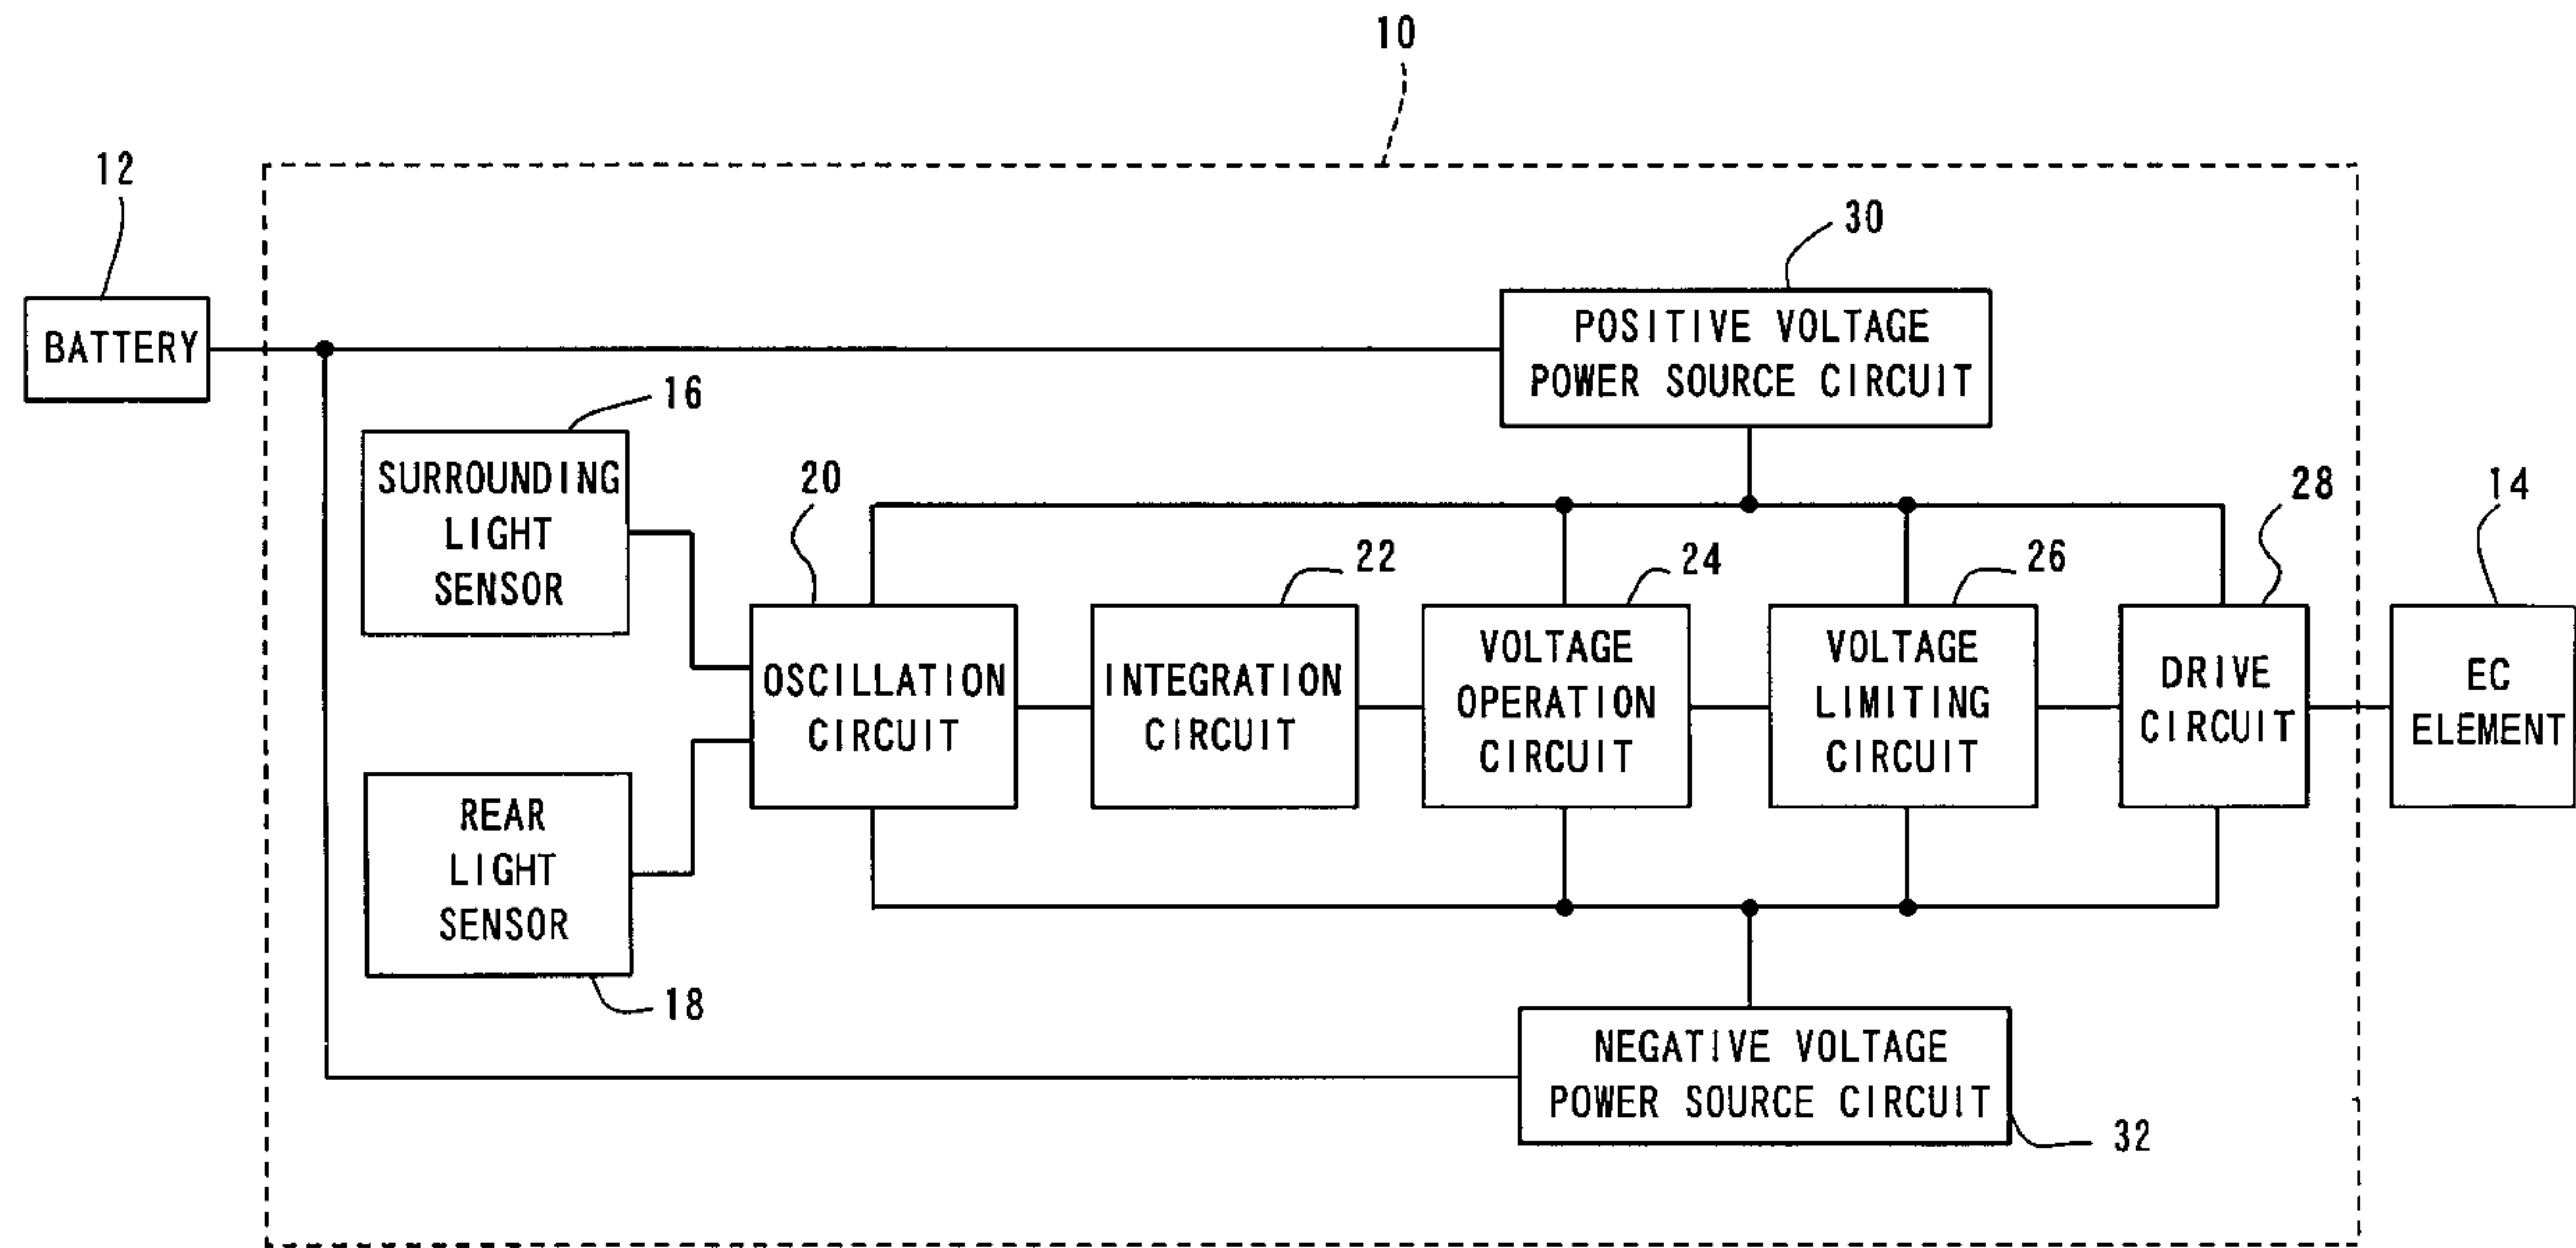 10
12
30
BATTERY
POSITIVE VOLTAGE
POWER SOURCE CIRCUIT
16
SURROUNDING
LIGHT
SENSOR
20
28
14
22
24
26
OSCILLATION
CIRCUIT
INTEGRATION
CIRCUIT
VOLTAGE
OPERATION
CIRCUIT
VOLTAGE
LIMITING
CIRCUIT
DRIVE
CIRCUIT
EC
ELEMENT
REAR
LIGHT
SENSOR
18
NEGATIVE VOLTAGE
POWER SOURCE CIRCUIT
32